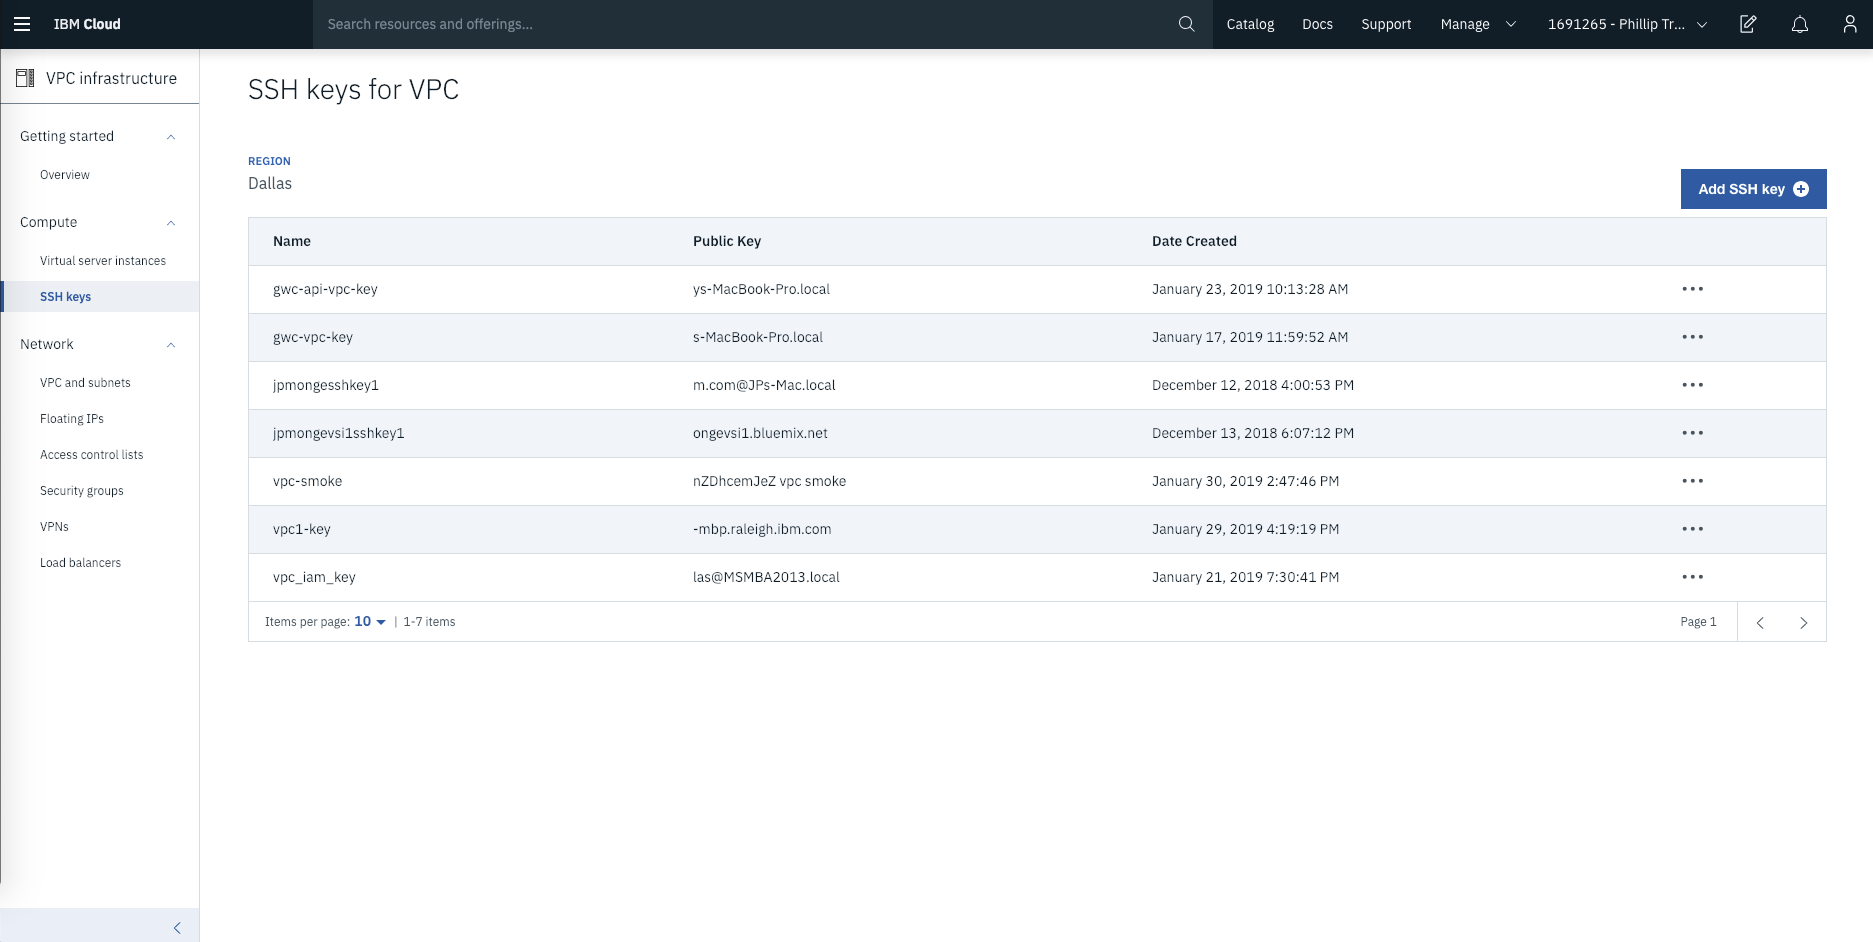 IBM Cloud
Search resources and offerings...
Catalog
Docs
Support
Manage
1691265 - Phillip Tr...
VPC infrastructure
Getting started
Overview
Compute
Virtual server instances
SSH keys
Network
VPC and subnets
Floating IPs
Access control lists
Security groups
VPNs
Load balancers
SSH keys for VPC
REGION
Dallas
Add SSH key
Name Public Key Date Created
gwc-api-vpc-key ys-MacBook-Pro.local January 23, 2019 10:13:28 AM
gwc-vpc-key s-MacBook-Pro.local January 17, 2019 11:59:52 AM
jpmongesshkey1 m.com@JPs-Mac.local December 12, 2018 4:00:53 PM
jpmongevsi1sshkey1 ongevsi1.bluemix.net December 13, 2018 6:07:12 PM
vpc-smoke nZDhcemJeZ vpc smoke January 30, 2019 2:47:46 PM
vpc1-key -mbp.raleigh.ibm.com January 29, 2019 4:19:19 PM
vpc_iam_key las@MSMBA2013.local January 21, 2019 7:30:41 PM
Items per page: 10 | 1-7 items Page 1